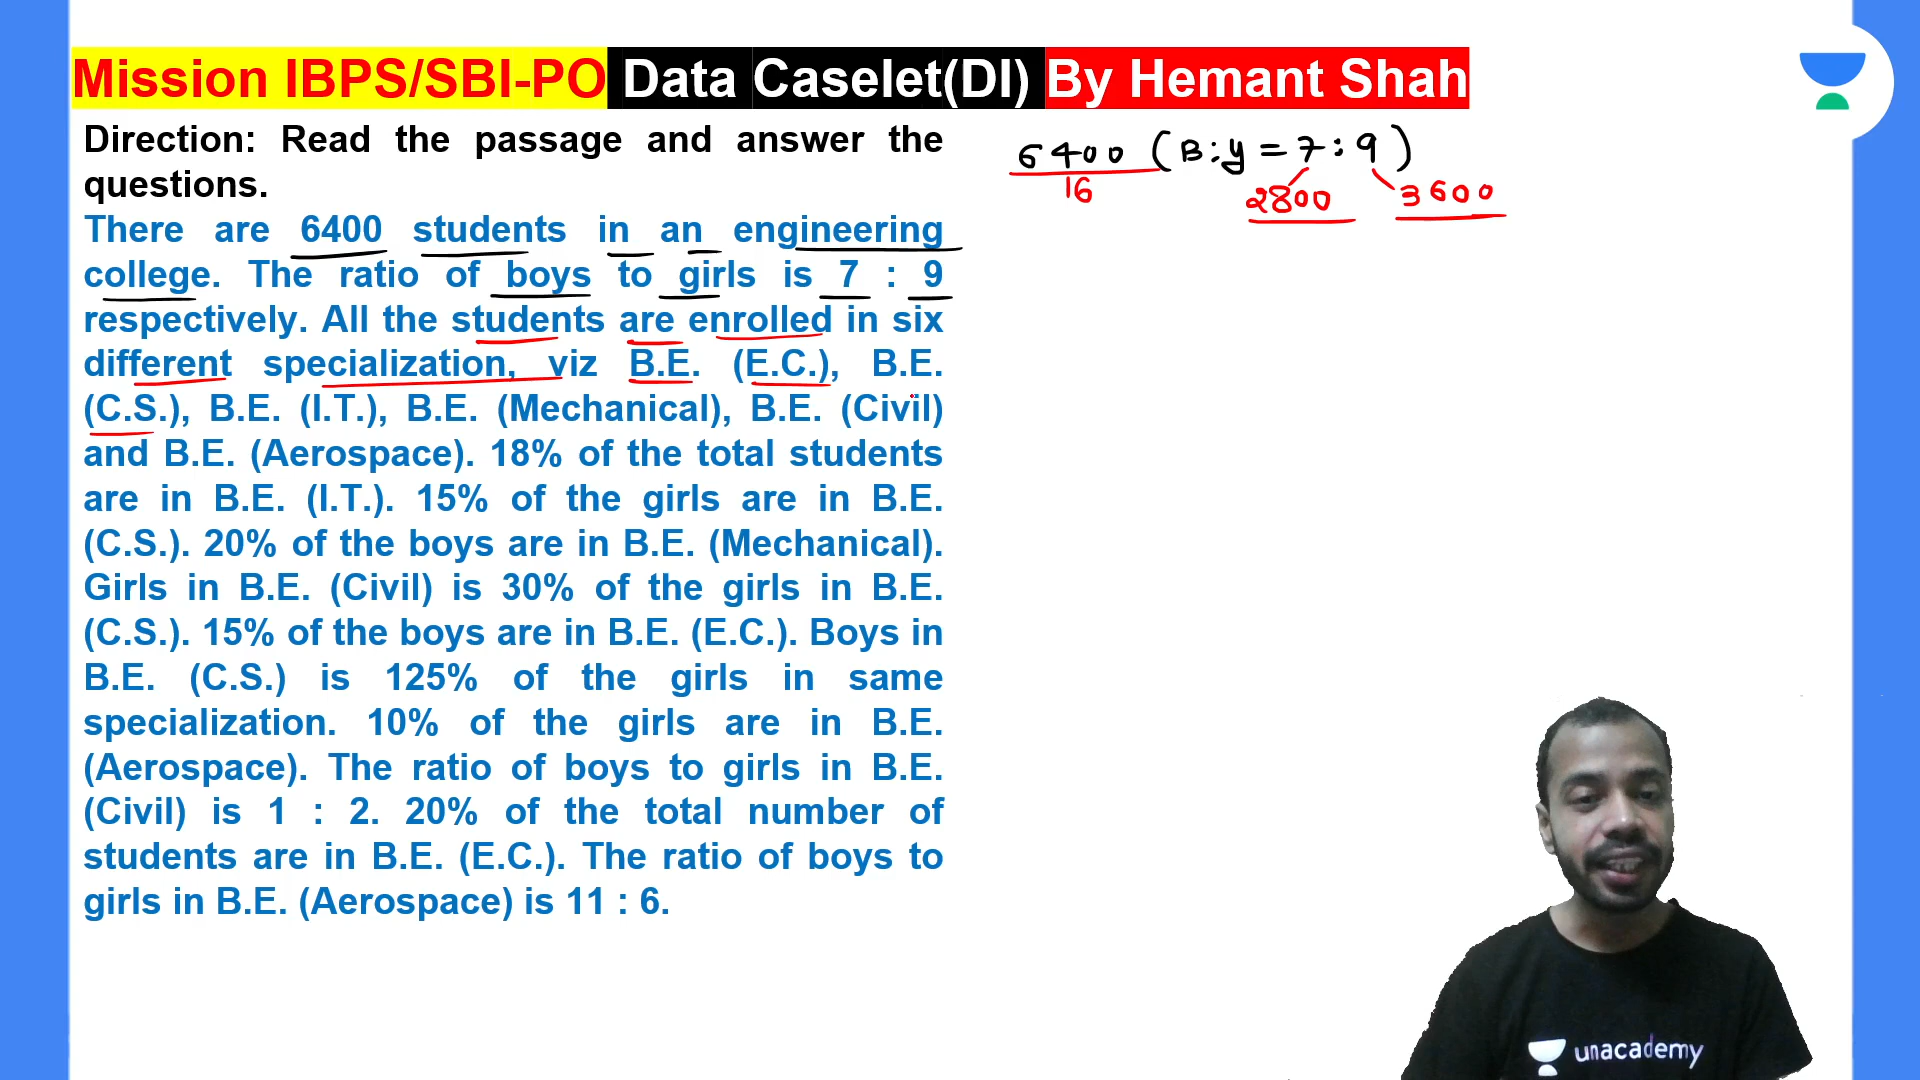 Mission IBPS/SBI-PO Data Caselet(DI) By Hemant Shah
Direction: Read the passage and answer the
questions.
There are 6400 students in an engineering
college. The ratio of boys to girls is 7 : 9
respectively. All the students are enrolled in six
different specialization, viz B.E. (E.C.), B.E.
(C.S.), B.E. (I.T.), B.E. (Mechanical), B.E. (Civil)
and B.E. (Aerospace). 18% of the total students
are in B.E. (I.T.). 15% of the girls are in B.E.
(C.S.). 20% of the boys are in B.E. (Mechanical).
Girls in B.E. (Civil) is 30% of the girls in B.E.
(C.S.). 15% of the boys are in B.E. (E.C.). Boys in
B.E. (C.S.) is 125% of the girls in same
specialization. 10% of the girls are in B.E.
(Aerospace). The ratio of boys to girls in B.E.
(Civil) is 1 : 2. 20% of the total number of
students are in B.E. (E.C.). The ratio of boys to
girls in B.E. (Aerospace) is 11 : 6.
6400 (B:y = 7:9)
16 2800 3600
unacademy